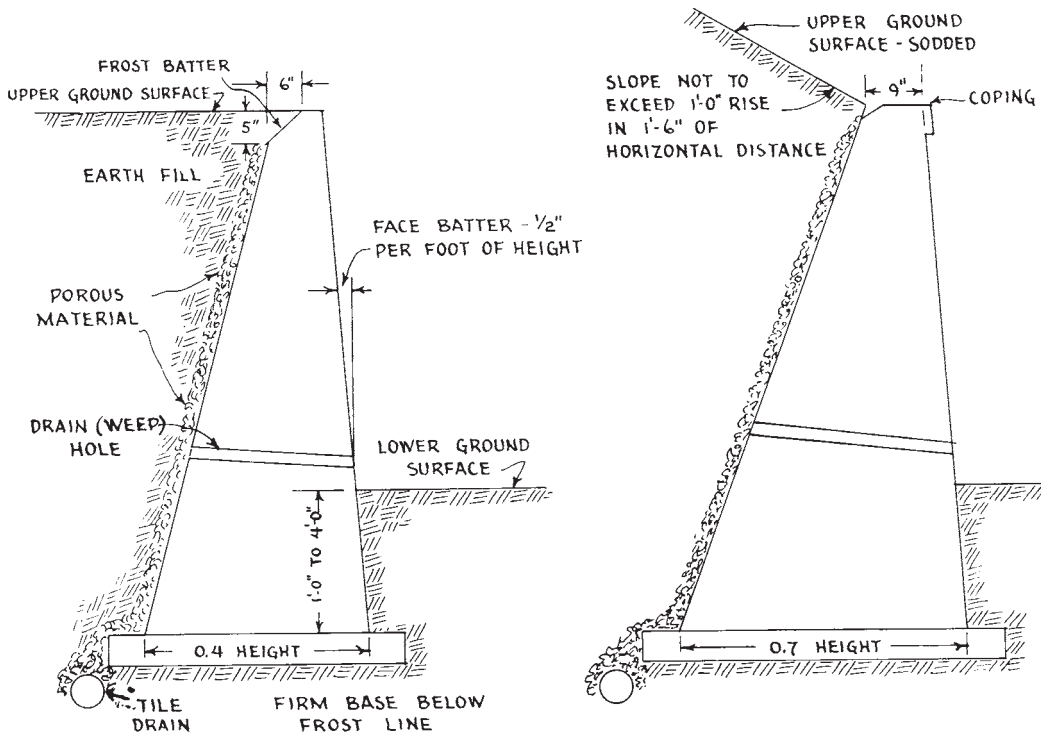 FROST BATTER
UPPER GROUND SURFACE
6"
5"
EARTH FILL
FACE BATTER - 1/2"
PER FOOT OF HEIGHT
POROUS
MATERIAL
DRAIN (WEEP)
HOLE
LOWER GROUND
SURFACE
1'-0" TO 4'-0"
0.4 HEIGHT
TILE
DRAIN
FIRM BASE BELOW
FROST LINE
UPPER GROUND
SURFACE - SODDED
SLOPE NOT TO
EXCEED 1'-0" RISE
IN 1'-6" OF
HORIZONTAL DISTANCE
9"
COPING
0.7 HEIGHT